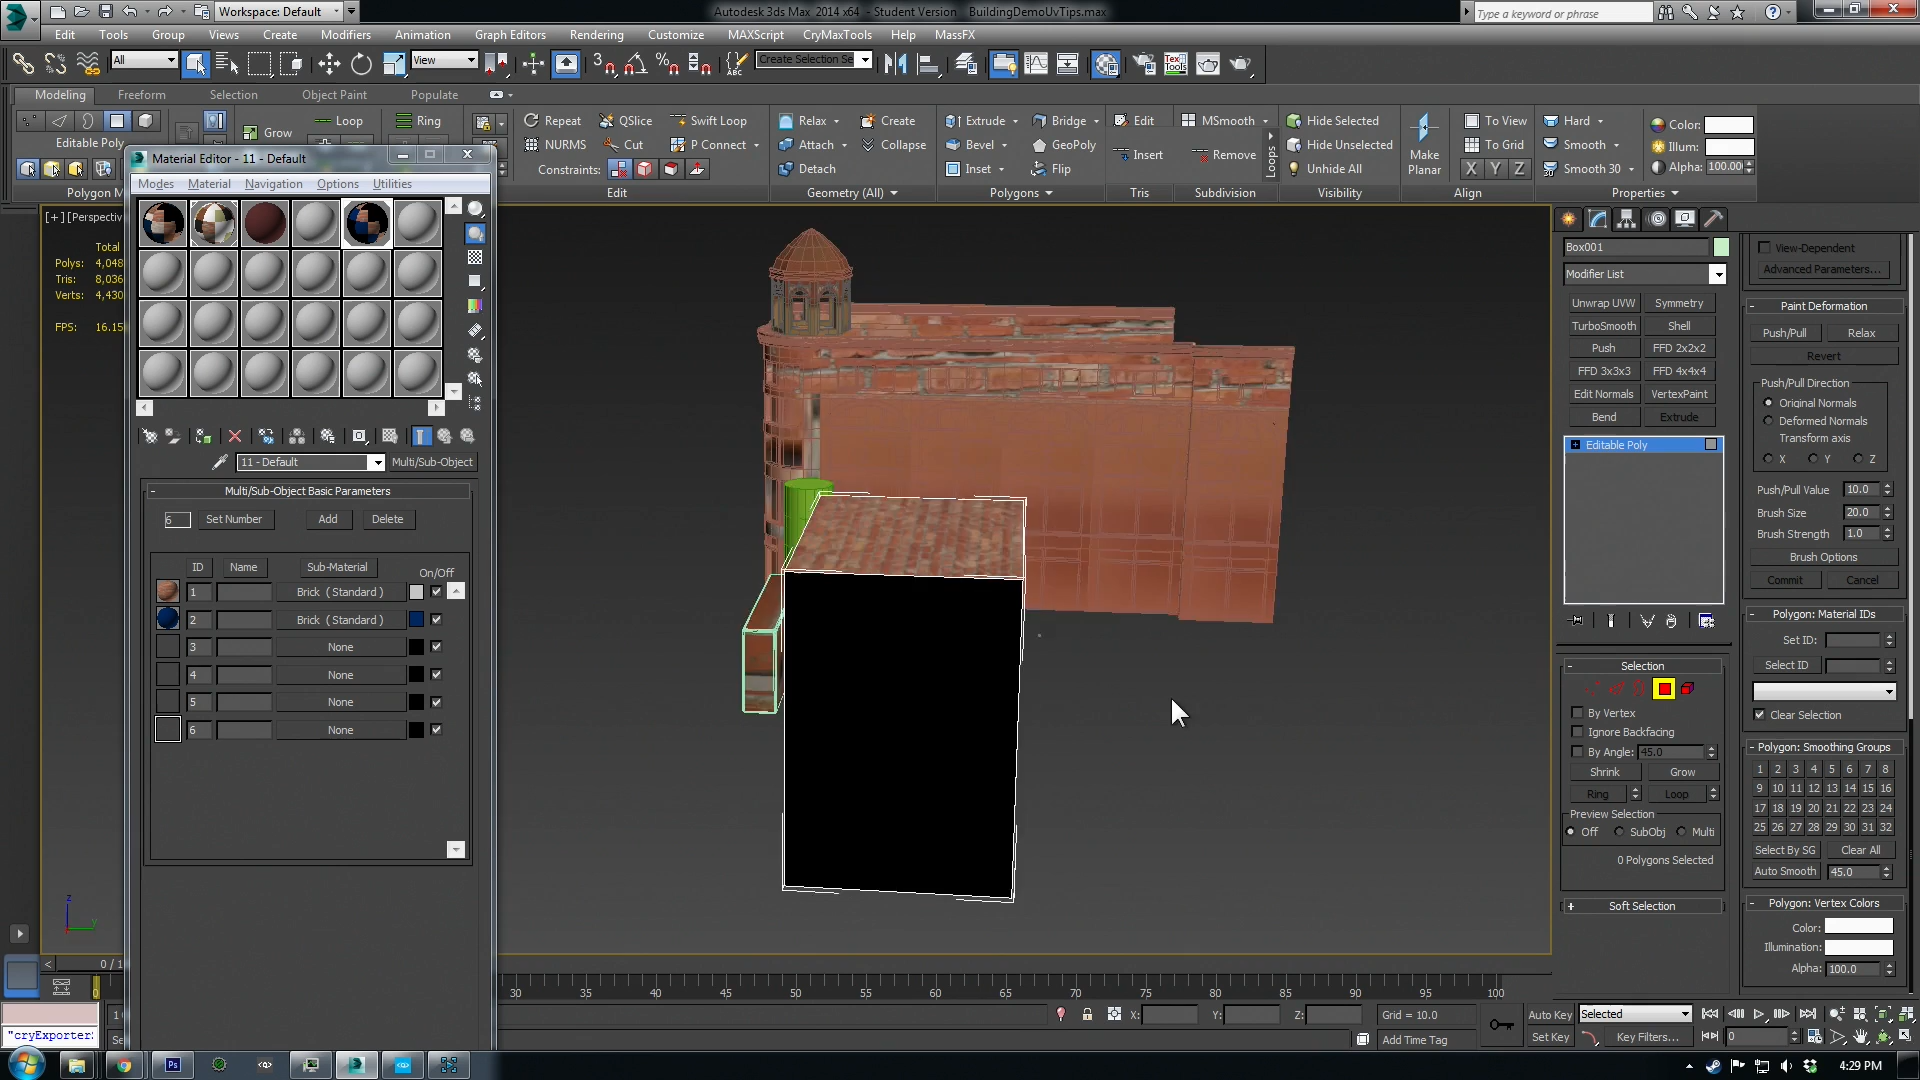 Workspace: Default
Autodesk 3ds Max 2014 x64 - Student Version BuildingDemoUvTips.max
Type a keyword or phrase
Edit Tools Group Views Create Modifiers Animation Graph Editors Rendering Customize MAXScript CryMaxTools Help MassFX
All View Create Selection Se
Modeling Freeform Selection Object Paint Populate
Loop Ring Repeat QSlice Swift Loop Relax Create Extrude Bridge Edit MSmooth Hide Selected To View Hard Color:
Editable Poly Grow NURMS Cut P Connect Attach Collapse Bevel GeoPoly Insert Remove Hide Unselected Make Planar To Grid Smooth Illum:
Constraints: Detach Inset Flip Loops Unhide All X Y Z Smooth 30 Alpha: 100.00
Polygon M Edit Geometry (All) Polygons Tris Subdivision Visibility Align Properties
Material Editor - 11 - Default
Modes Material Navigation Options Utilities
[+] [Perspectiv
Total
Polys: 4,048
Tris: 8,036
Verts: 4,430
FPS: 16.15
11 - Default Multi/Sub-Object
Multi/Sub-Object Basic Parameters
6 Set Number Add Delete
ID Name Sub-Material On/Off
1 Brick ( Standard )
2 Brick ( Standard )
3 None
4 None
5 None
6 None
Box001
Modifier List
Unwrap UVW Symmetry
TurboSmooth Shell
Push FFD 2x2x2
FFD 3x3x3 FFD 4x4x4
Edit Normals VertexPaint
Bend Extrude
Editable Poly
Selection
By Vertex
Ignore Backfacing
By Angle: 45.0
Shrink Grow
Ring Loop
Preview Selection
Off SubObj Multi
0 Polygons Selected
Soft Selection
View-Dependent
Advanced Parameters...
Paint Deformation
Push/Pull Relax
Revert
Push/Pull Direction
Original Normals
Deformed Normals
Transform axis
X Y Z
Push/Pull Value 10.0
Brush Size 20.0
Brush Strength 1.0
Brush Options
Commit Cancel
Polygon: Material IDs
Set ID:
Select ID
Clear Selection
Polygon: Smoothing Groups
1 2 3 4 5 6 7 8
9 10 11 12 13 14 15 16
17 18 19 20 21 22 23 24
25 26 27 28 29 30 31 32
Select By SG Clear All
Auto Smooth 45.0
Polygon: Vertex Colors
Color:
Illumination:
Alpha: 100.0
z
0 / 1
0 30 35 40 45 50 55 60 65 70 75 80 85 90 95 100
X: Y: Z: Grid = 10.0 Auto Key Selected
"cryExporter: Add Time Tag Set Key Key Filters... 0
Ps 4:29 PM